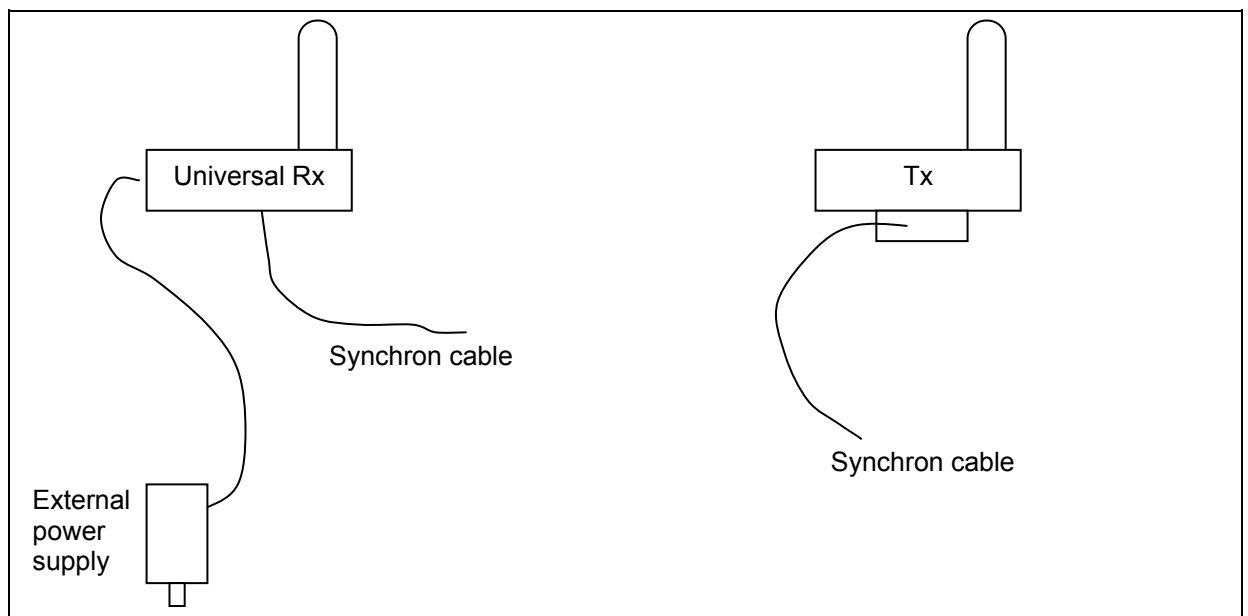 Universal Rx
Tx
Synchron cable
Synchron cable
External
power
supply